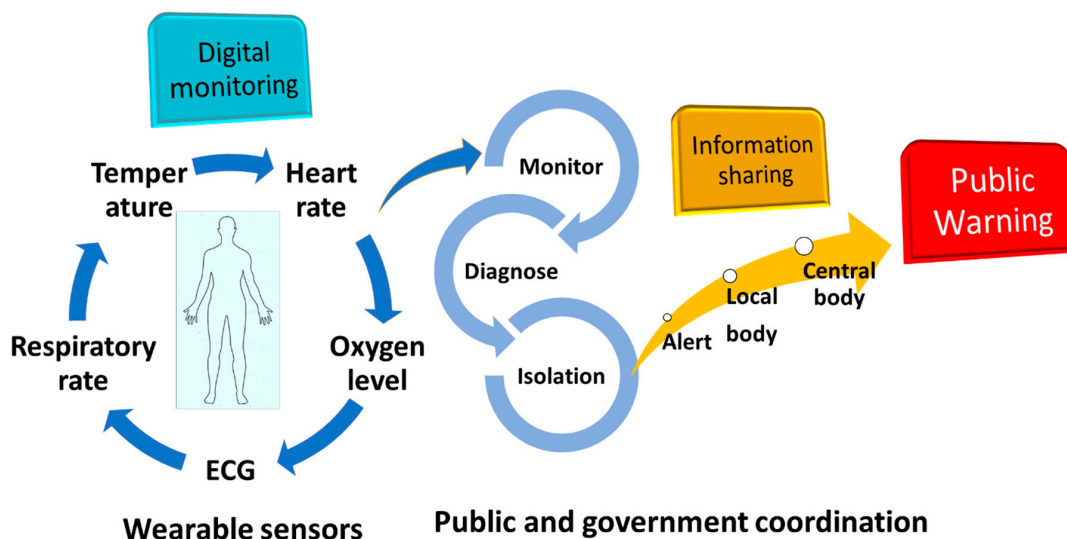 Digital
monitoring
Temper
ature
Heart
rate
Oxygen
level
ECG
Respiratory
rate
Wearable sensors
Monitor
Diagnose
Isolation
Information
sharing
Alert
Local
body
Central
body
Public
Warning
Public and government coordination